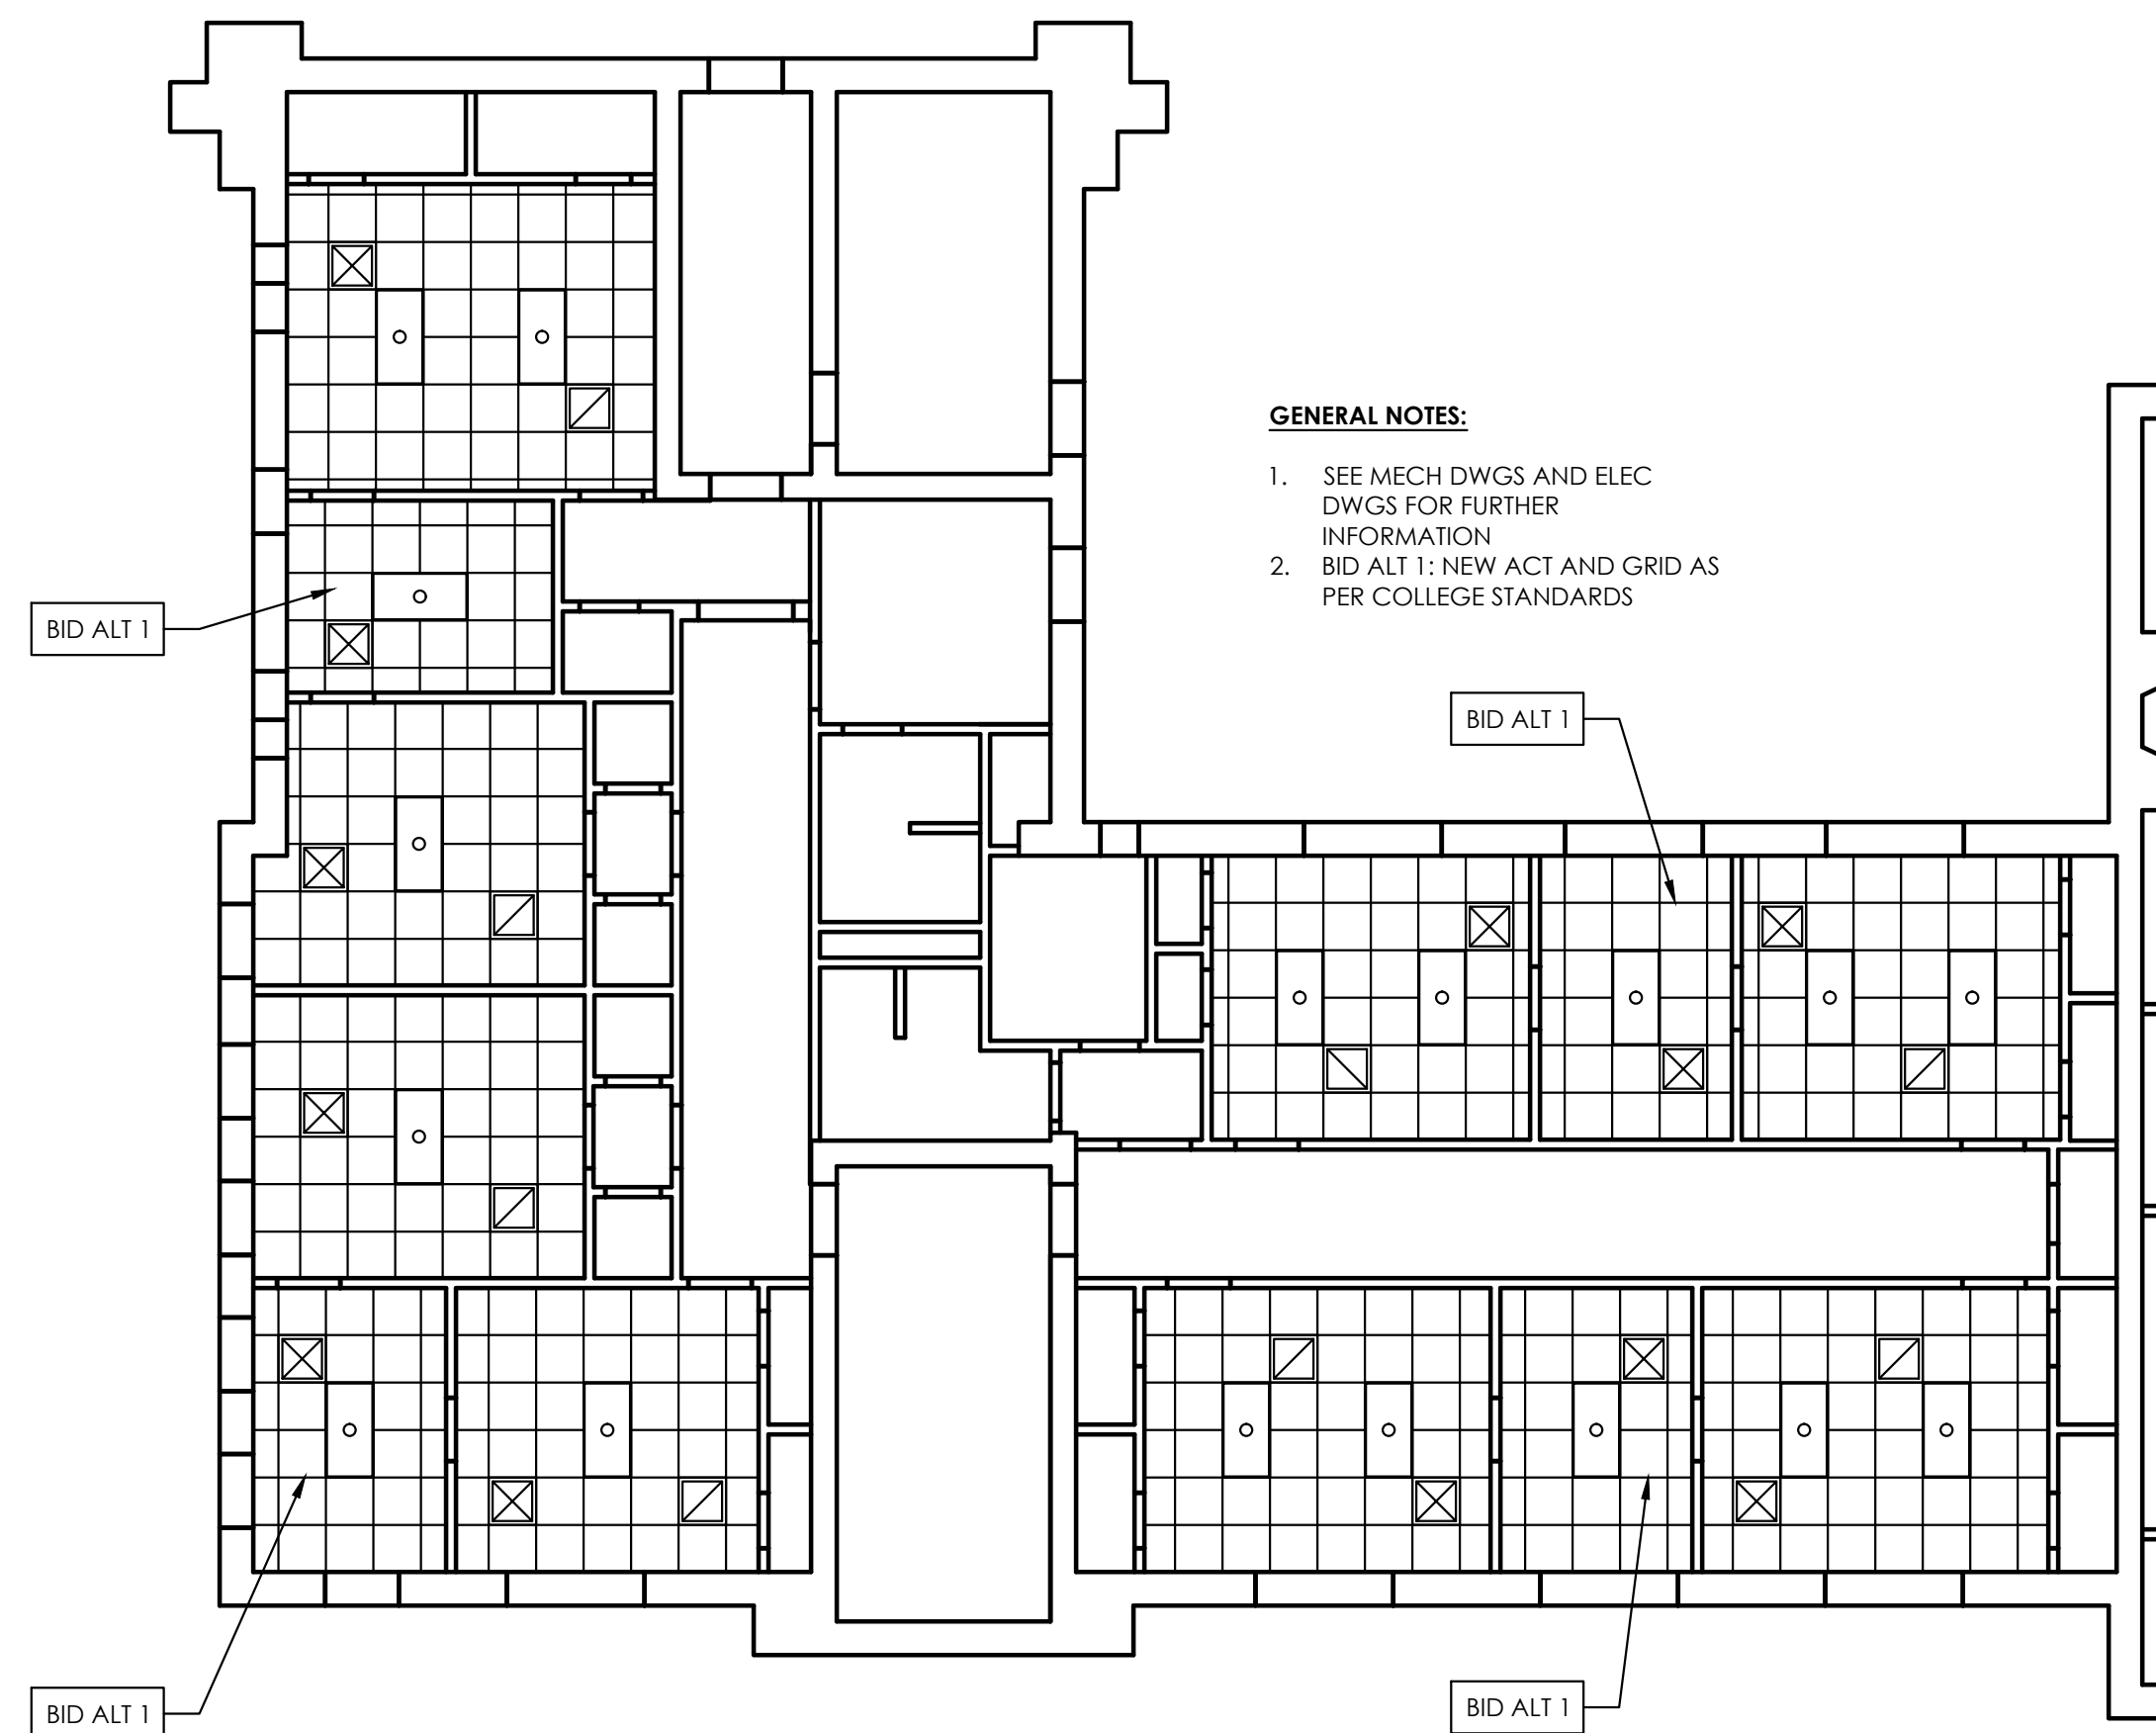 GENERAL NOTES:
1. SEE MECH DWGS AND ELEC
DWGS FOR FURTHER
INFORMATION
2. BID ALT 1: NEW ACT AND GRID AS
PER COLLEGE STANDARDS
BID ALT 1
BID ALT 1
BID ALT 1
BID ALT 1